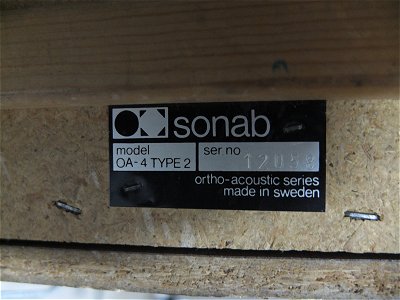 sonab
model
OA-4 TYPE 2
ser no
ortho-acoustic series
made in sweden